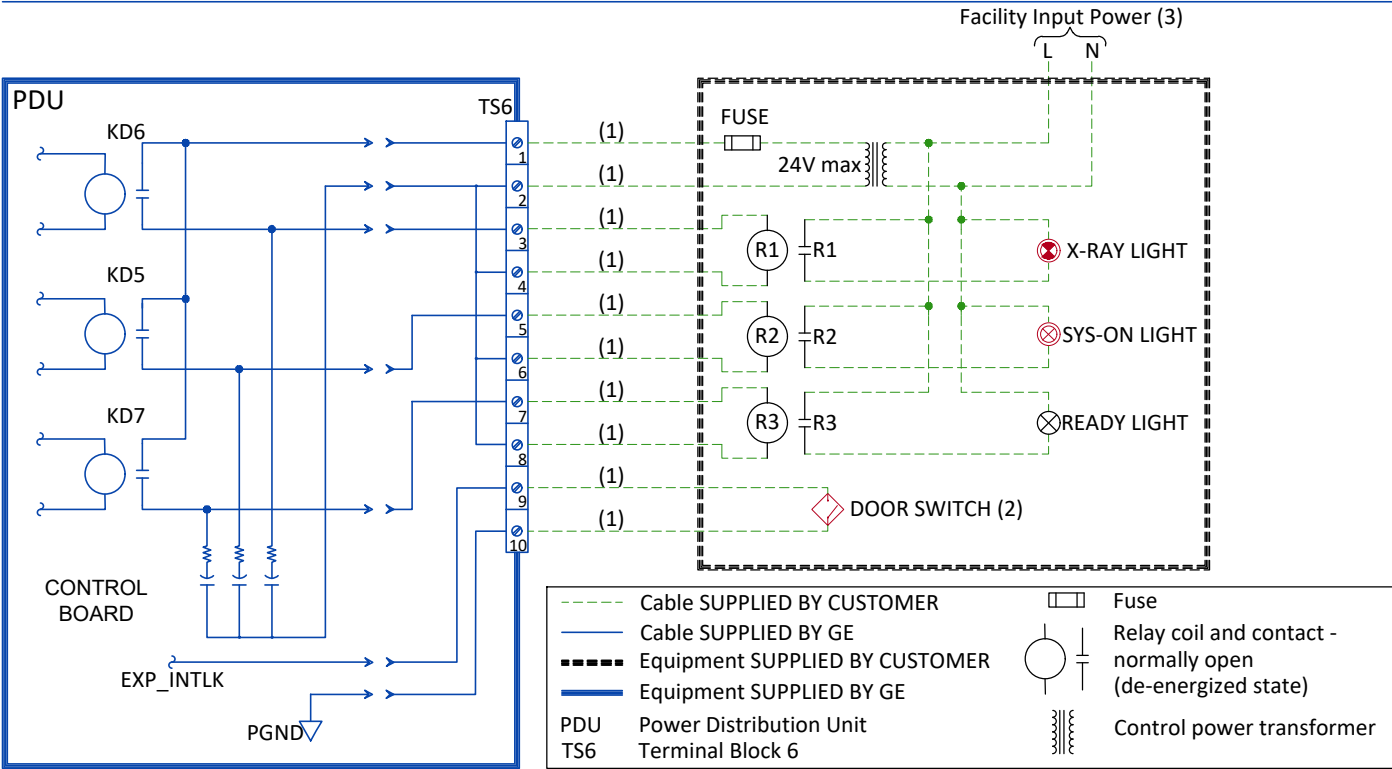 Facility Input Power (3)
L N
PDU
TS6
KD6
KD5
KD7
CONTROL
BOARD
EXP_INTLK
PGND
1
2
3
4
5
6
7
8
9
10
(1)
(1)
(1)
(1)
(1)
(1)
(1)
(1)
(1)
(1)
FUSE
24V max
R1 R1 X-RAY LIGHT
R2 R2 SYS-ON LIGHT
R3 R3 READY LIGHT
DOOR SWITCH (2)
Cable SUPPLIED BY CUSTOMER
Cable SUPPLIED BY GE
Equipment SUPPLIED BY CUSTOMER
Equipment SUPPLIED BY GE
PDU Power Distribution Unit
TS6 Terminal Block 6
Fuse
Relay coil and contact -
normally open
(de-energized state)
Control power transformer